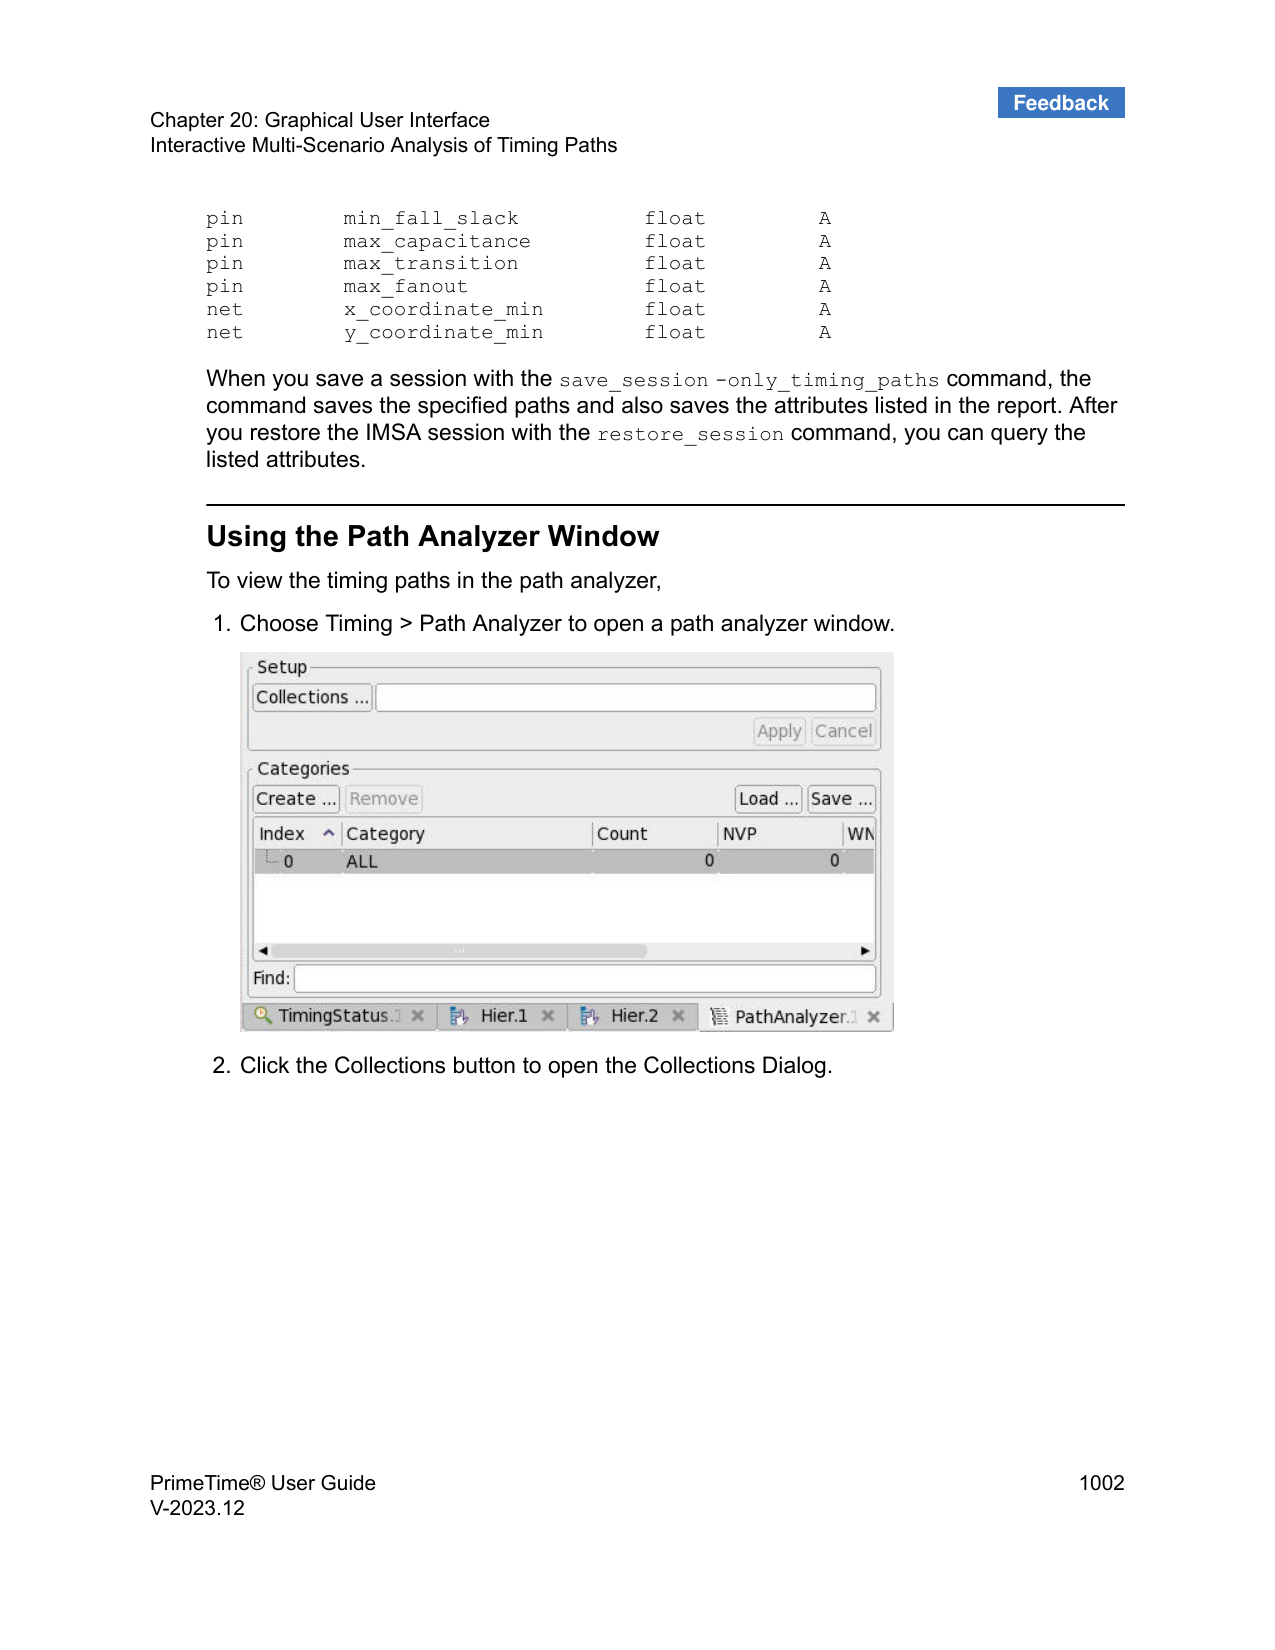 Feedback
Chapter 20: Graphical User Interface
Interactive Multi-Scenario Analysis of Timing Paths
pin min_fall_slack float A
pin max_capacitance float A
pin max_transition float A
pin max_fanout float A
net x_coordinate_min float A
net y_coordinate_min float A
When you save a session with the save_session -only_timing_paths command, the
command saves the specified paths and also saves the attributes listed in the report. After
you restore the IMSA session with the restore_session command, you can query the
listed attributes.
Using the Path Analyzer Window
To view the timing paths in the path analyzer,
1. Choose Timing > Path Analyzer to open a path analyzer window.
Setup
Collections ...
Apply Cancel
Categories
Create ... Remove Load ... Save ...
Index Category Count NVP WN
0 ALL 0 0
Find:
TimingStatus. Hier.1 Hier.2 PathAnalyzer.1
2. Click the Collections button to open the Collections Dialog.
PrimeTime® User Guide 1002
V-2023.12